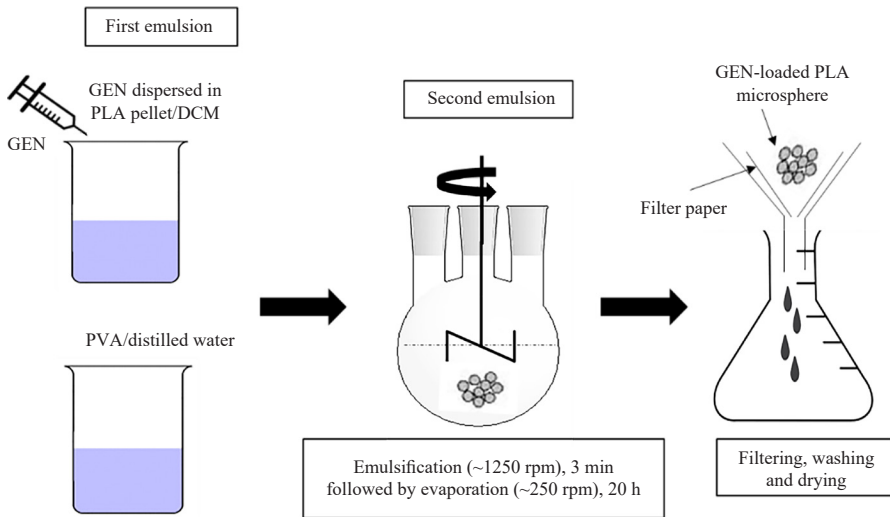 First emulsion
GEN dispersed in
PLA pellet/DCM
GEN
PVA/distilled water
Second emulsion
Emulsification (~1250 rpm), 3 min
followed by evaporation (~250 rpm), 20 h
GEN-loaded PLA
microsphere
Filter paper
Filtering, washing
and drying